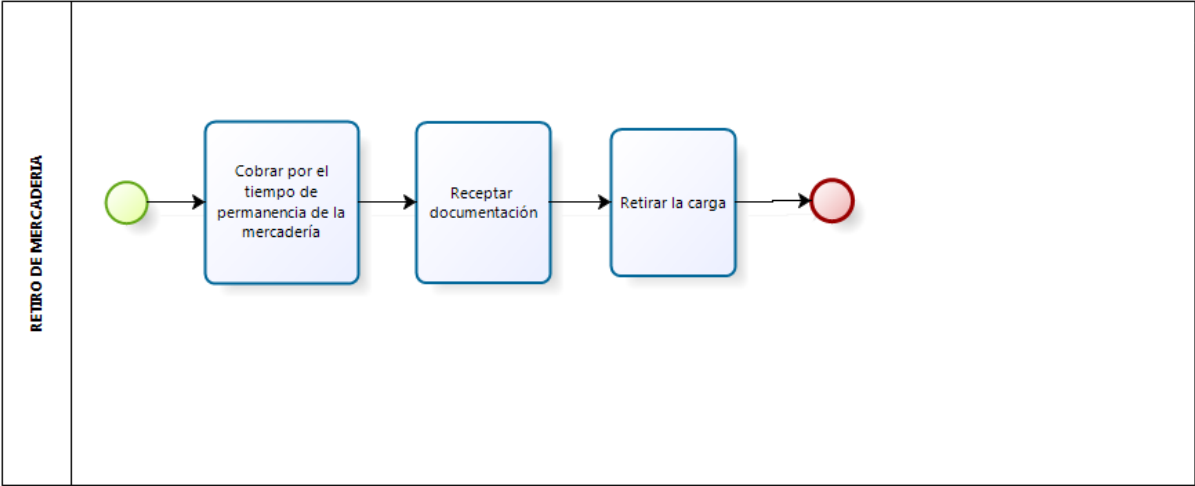 RETIRO DE MERCADERIA
Cobrar por el
tiempo de
permanencia de la
mercadería
Receptar
documentación
Retirar la carga